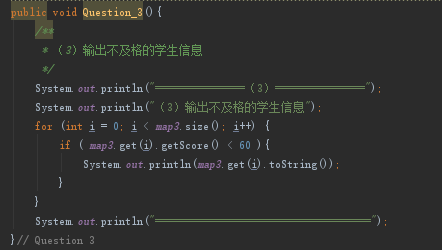 public void Question_3(){
/**
* (3)输出不及格的学生信息
*/
System.out.println("===============(3)===============");
System.out.println("(3)输出不及格的学生信息");
for (int i = 0; i < map3.size(); i++) {
if ( map3.get(i).getScore() < 60 ){
System.out.println(map3.get(i).toString());
}
}
System.out.println("====================================");
}// Question 3